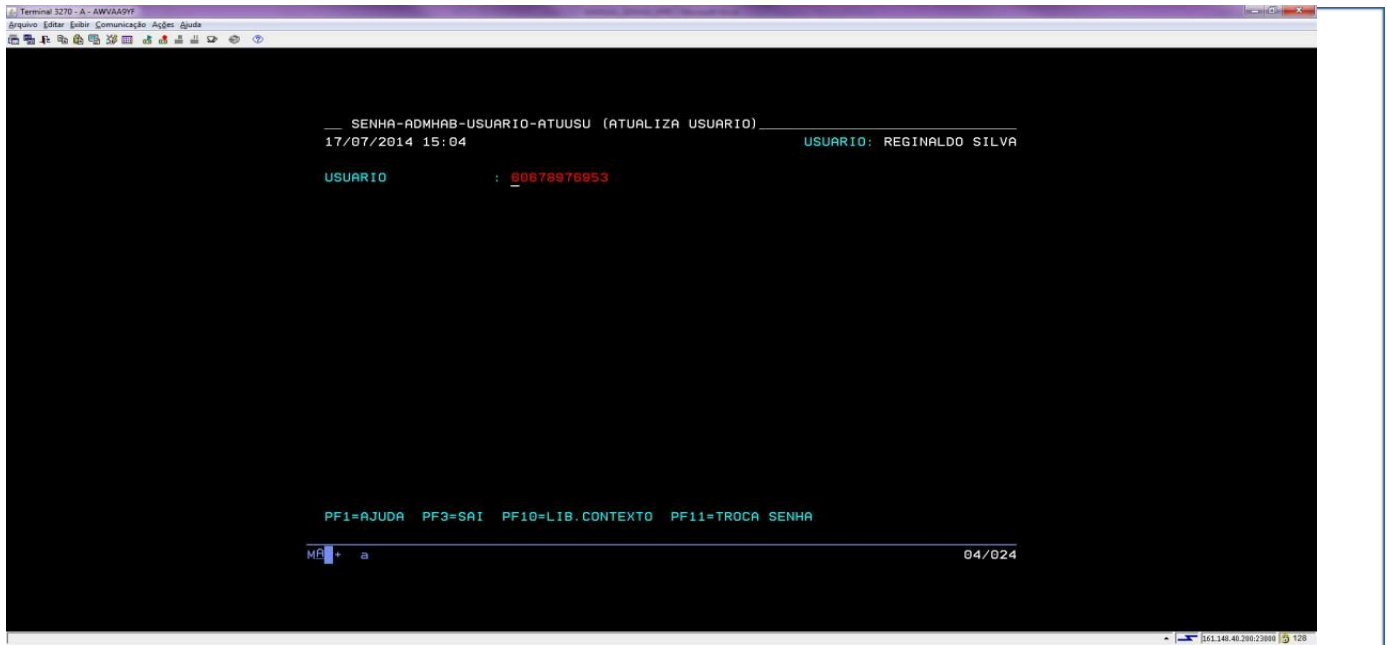 Terminal 3270 - A - AWVAA9YF
Arquivo Editar Exibir Comunicação Ações Ajuda
__ SENHA-ADMHAB-USUARIO-ATUUSU (ATUALIZA USUARIO)______________________________
17/07/2014 15:04 USUARIO: REGINALDO SILVA
USUARIO : 60678976953
PF1=AJUDA PF3=SAI PF10=LIB.CONTEXTO PF11=TROCA SENHA
MA + a 04/024
161.148.40.200:23000 128